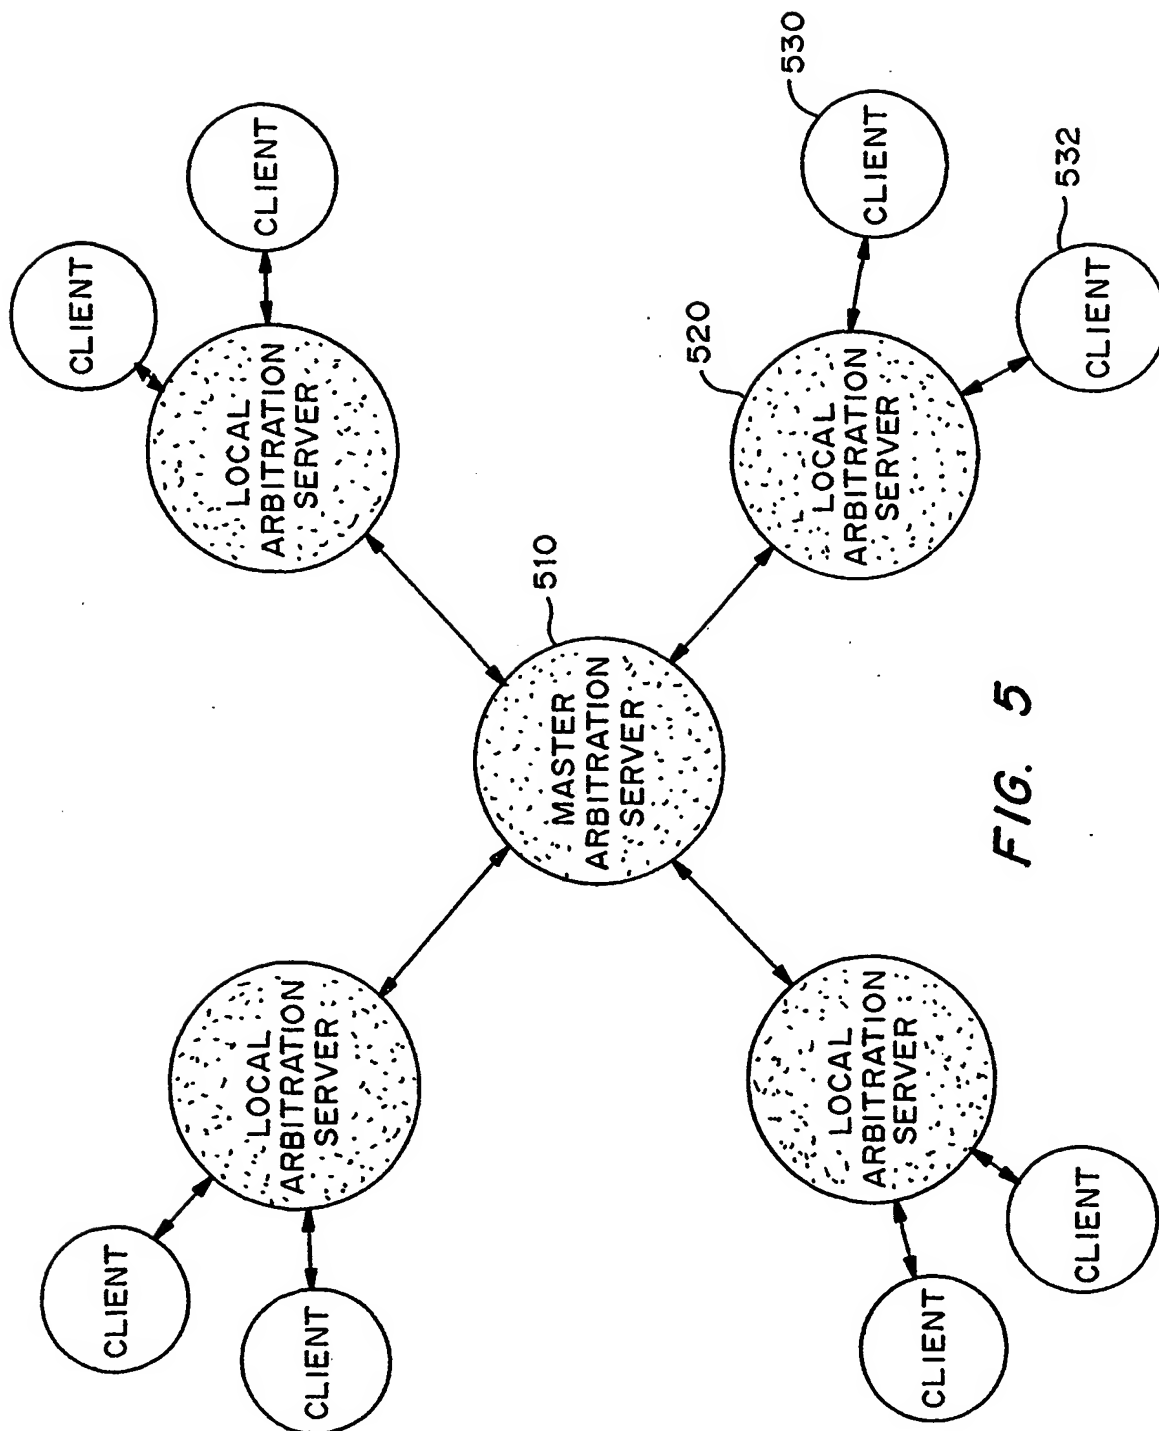 CLIENT
CLIENT
CLIENT
LOCAL
ARBITRATION
SERVER
LOCAL
ARBITRATION
SERVER
CLIENT
510
MASTER
ARBITRATION
SERVER
520
530
LOCAL
ARBITRATION
SERVER
LOCAL
ARBITRATION
SERVER
CLIENT
CLIENT
532
CLIENT
CLIENT
FIG. 5